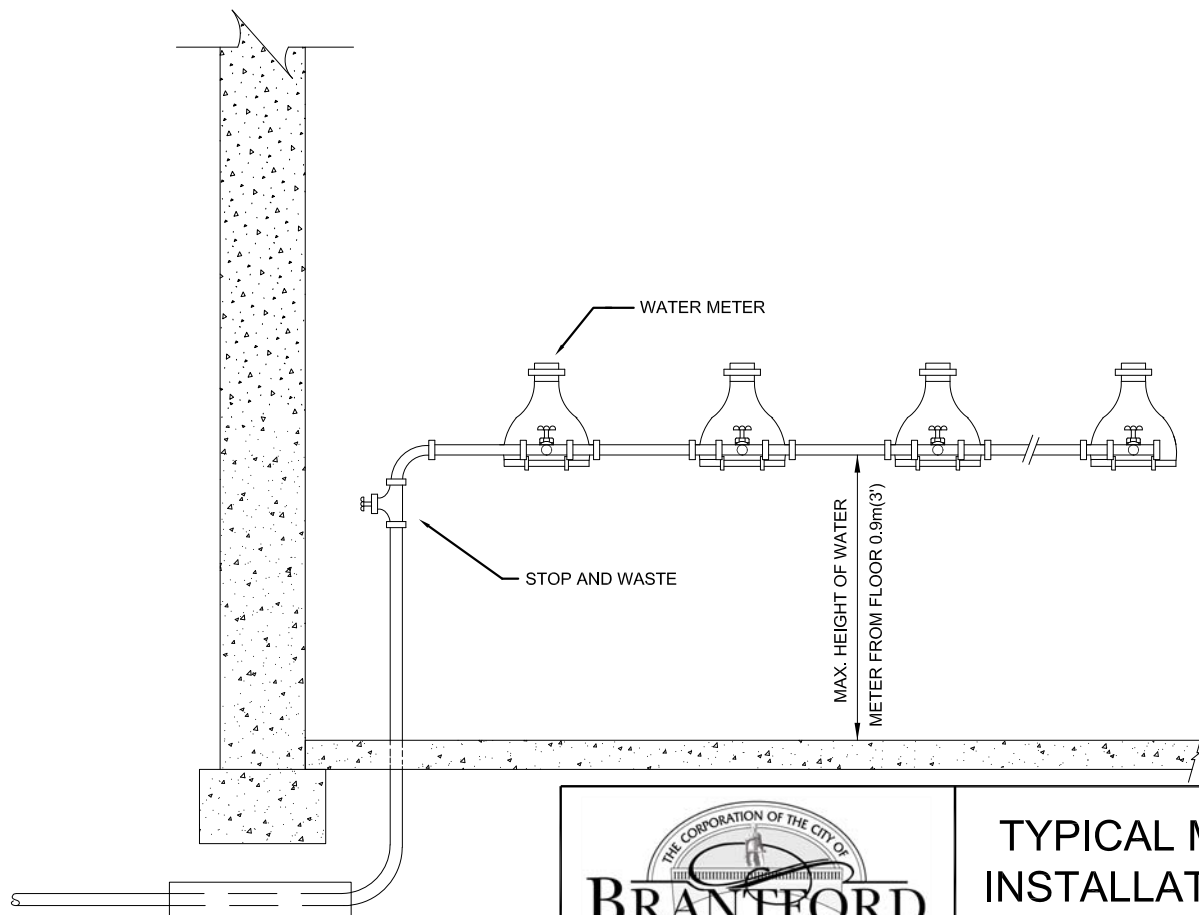 WATER METER
STOP AND WASTE
MAX. HEIGHT OF WATER
METER FROM FLOOR 0.9m(3')
THE CORPORATION OF THE CITY OF
BRANTFORD
TYPICAL
INSTALLAT